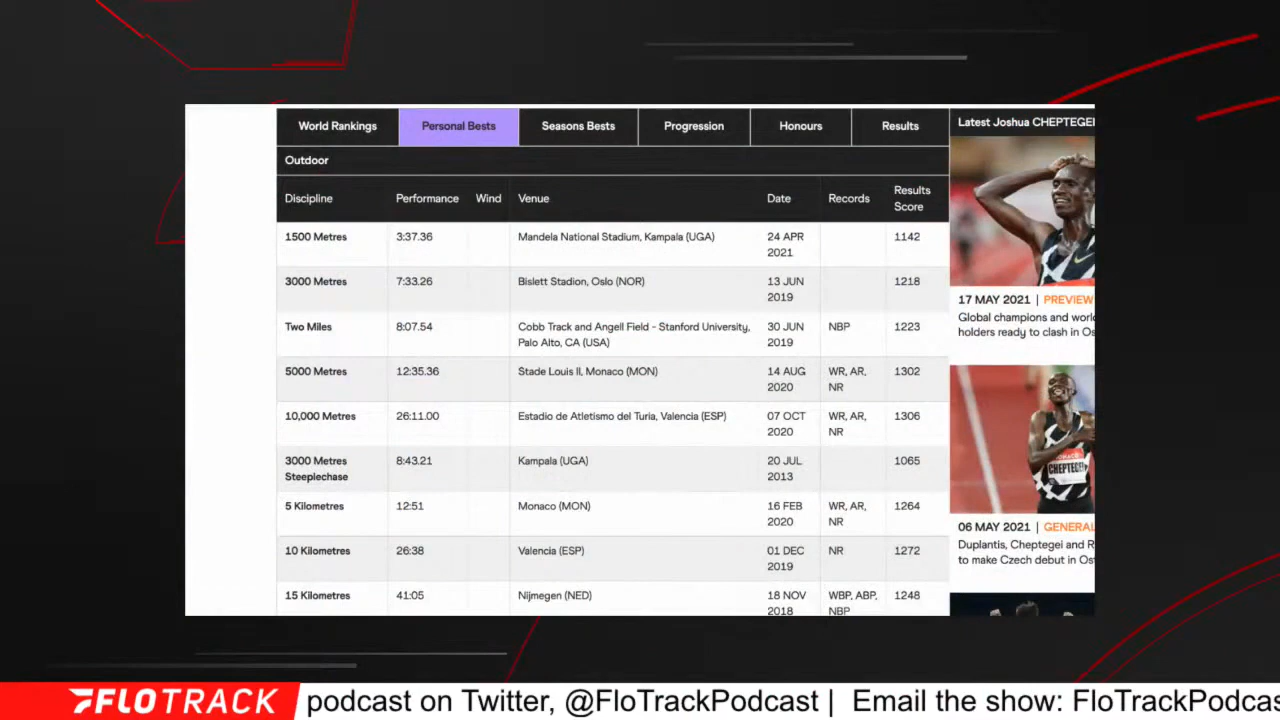 World Rankings Personal Bests Seasons Bests Progression Honours Results
Outdoor
Discipline Performance Wind Venue Date Records Results Score
1500 Metres 3:37.36 Mandela National Stadium, Kampala (UGA) 24 APR 2021 1142
3000 Metres 7:33.26 Bislett Stadion, Oslo (NOR) 13 JUN 2019 1218
Two Miles 8:07.54 Cobb Track and Angell Field - Stanford University, Palo Alto, CA (USA) 30 JUN 2019 NBP 1223
5000 Metres 12:35.36 Stade Louis II, Monaco (MON) 14 AUG 2020 WR, AR, NR 1302
10,000 Metres 26:11.00 Estadio de Atletismo del Turia, Valencia (ESP) 07 OCT 2020 WR, AR, NR 1306
3000 Metres Steeplechase 8:43.21 Kampala (UGA) 20 JUL 2013 1065
5 Kilometres 12:51 Monaco (MON) 16 FEB 2020 WR, AR, NR 1264
10 Kilometres 26:38 Valencia (ESP) 01 DEC 2019 NR 1272
15 Kilometres 41:05 Nijmegen (NED) 18 NOV 2018 WBP, ABP, NBP 1248
Latest Joshua CHEPTEGEI
17 MAY 2021 | PREVIEW
Global champions and worl
holders ready to clash in Os
MONACO
CHEPTEGEI
06 MAY 2021 | GENERAL
Duplantis, Cheptegei and R
to make Czech debut in Ost
FLOTRACK podcast on Twitter, @FloTrackPodcast | Email the show: FloTrackPodcas